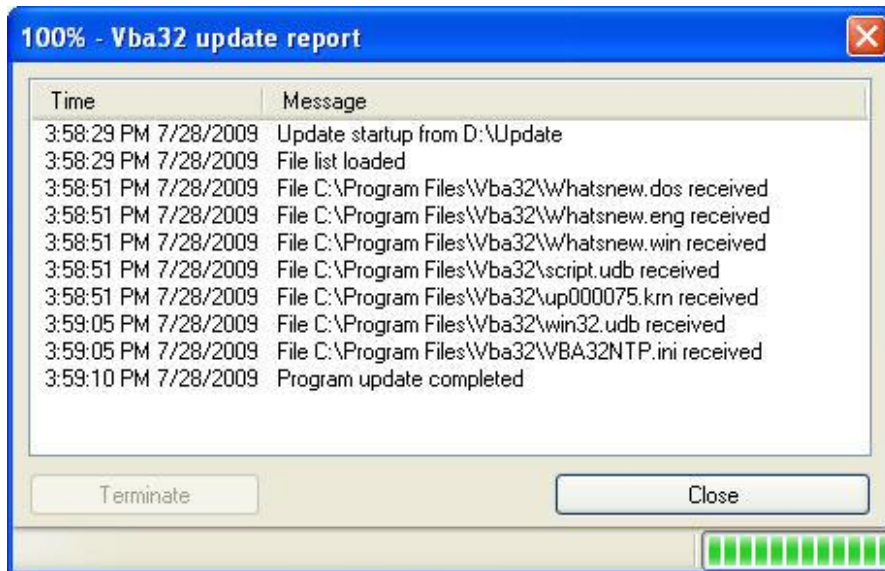 100% - Vba32 update report
Time Message
3:58:29 PM 7/28/2009 Update startup from D:\Update
3:58:29 PM 7/28/2009 File list loaded
3:58:51 PM 7/28/2009 File C:\Program Files\Vba32\Whatsnew.dos received
3:58:51 PM 7/28/2009 File C:\Program Files\Vba32\Whatsnew.eng received
3:58:51 PM 7/28/2009 File C:\Program Files\Vba32\Whatsnew.win received
3:58:51 PM 7/28/2009 File C:\Program Files\Vba32\script.udb received
3:58:51 PM 7/28/2009 File C:\Program Files\Vba32\up000075.krn received
3:59:05 PM 7/28/2009 File C:\Program Files\Vba32\win32.udb received
3:59:05 PM 7/28/2009 File C:\Program Files\Vba32\VBA32NTP.ini received
3:59:10 PM 7/28/2009 Program update completed
Terminate Close